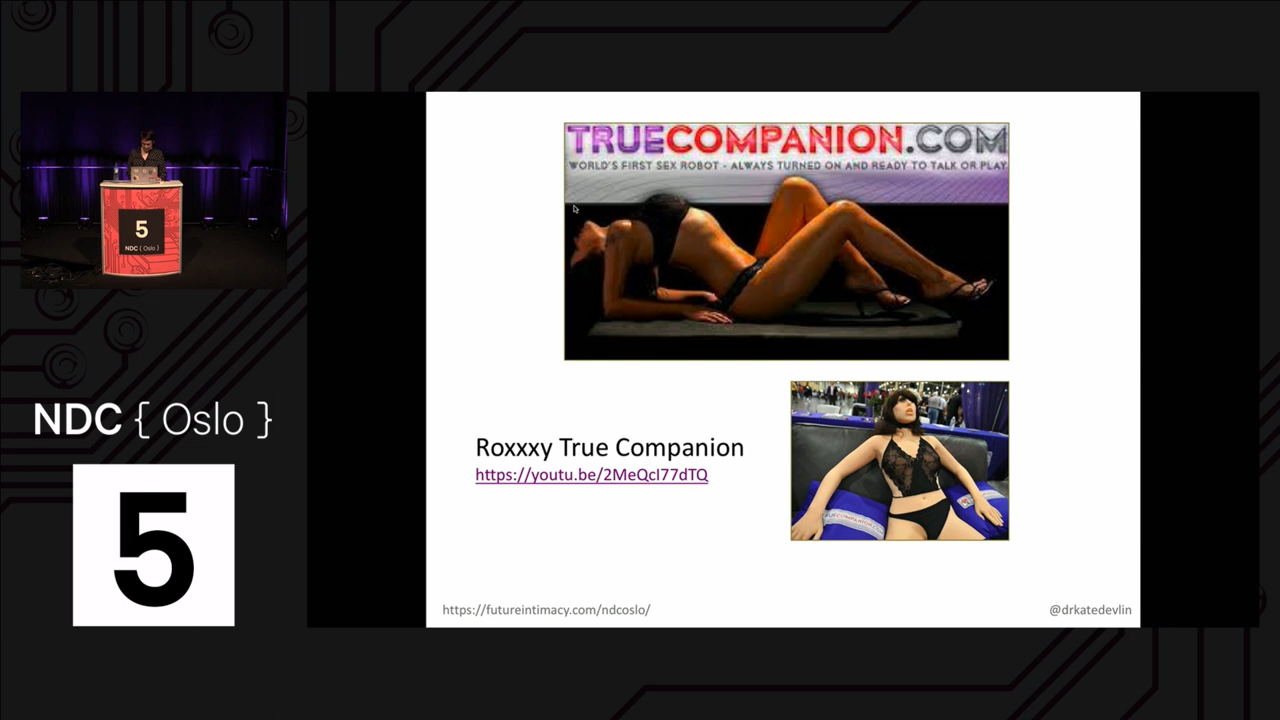 TRUECOMPANION.COM
WORLD'S FIRST SEX ROBOT - ALWAYS TURNED ON AND READY TO TALK OR PLAY
5
NDC { Oslo }
NDC { Oslo }
5
Roxxxy True Companion
https://youtu.be/2MeQcI77dTQ
TRUECOMPANION
https://futureintimacy.com/ndcoslo/
@drkatedevlin